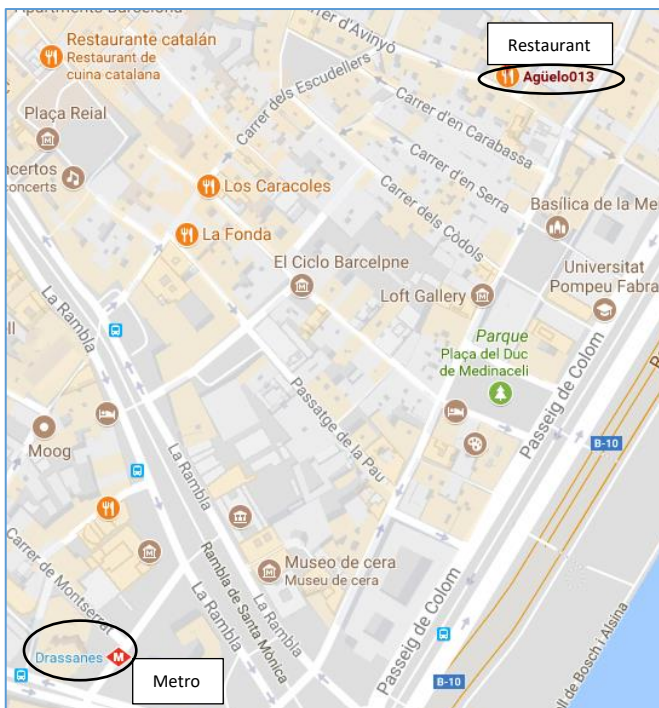 Apartments Barcelona
Restaurante catalán
Restaurant de
cuina catalana
Carrer d'Avinyó
Restaurant
Agüelo013
Carrer dels Escudellers
Plaça Reial
Carrer d'en Carabassa
Carrer d'en Serra
ncertos
concerts
Los Caracoles
Carrer dels Còdols
Basílica de la Me
La Fonda
El Ciclo Barcelpne
Universitat
Pompeu Fabra
Loft Gallery
La Rambla
Parque
Plaça del Duc
de Medinaceli
Passeig de Colom
Passatge de la Pau
Moog
B-10
La Rambla
Carrer de Montserrat
Rambla de Santa Mònica
Museo de cera
Museu de cera
La Rambla
La Rambla
Passeig de Colom
ll de Bosch i Alsina
Drassanes
M
Metro
B-10